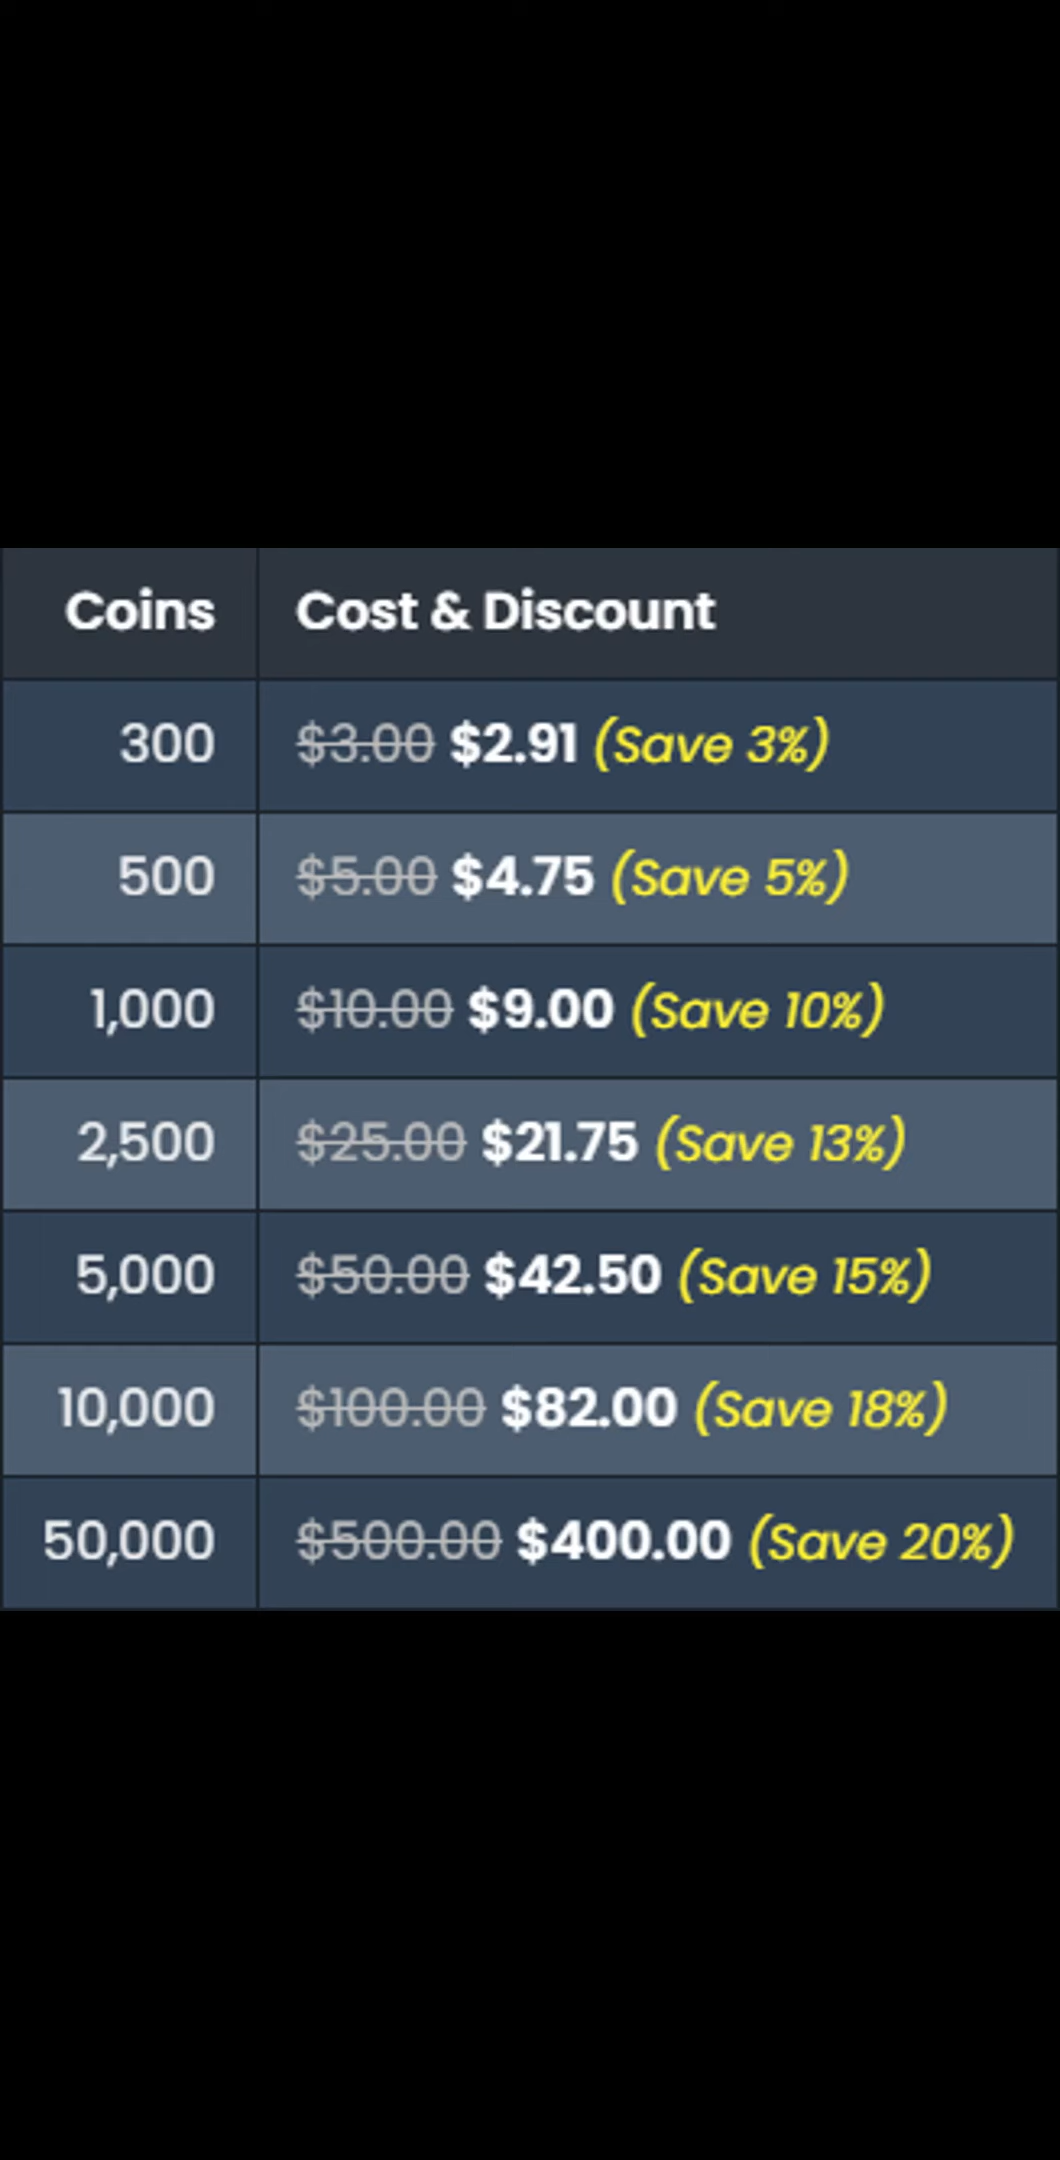 Coins Cost & Discount
300 $3.00 $2.91 (Save 3%)
500 $5.00 $4.75 (Save 5%)
1,000 $10.00 $9.00 (Save 10%)
2,500 $25.00 $21.75 (Save 13%)
5,000 $50.00 $42.50 (Save 15%)
10,000 $100.00 $82.00 (Save 18%)
50,000 $500.00 $400.00 (Save 20%)